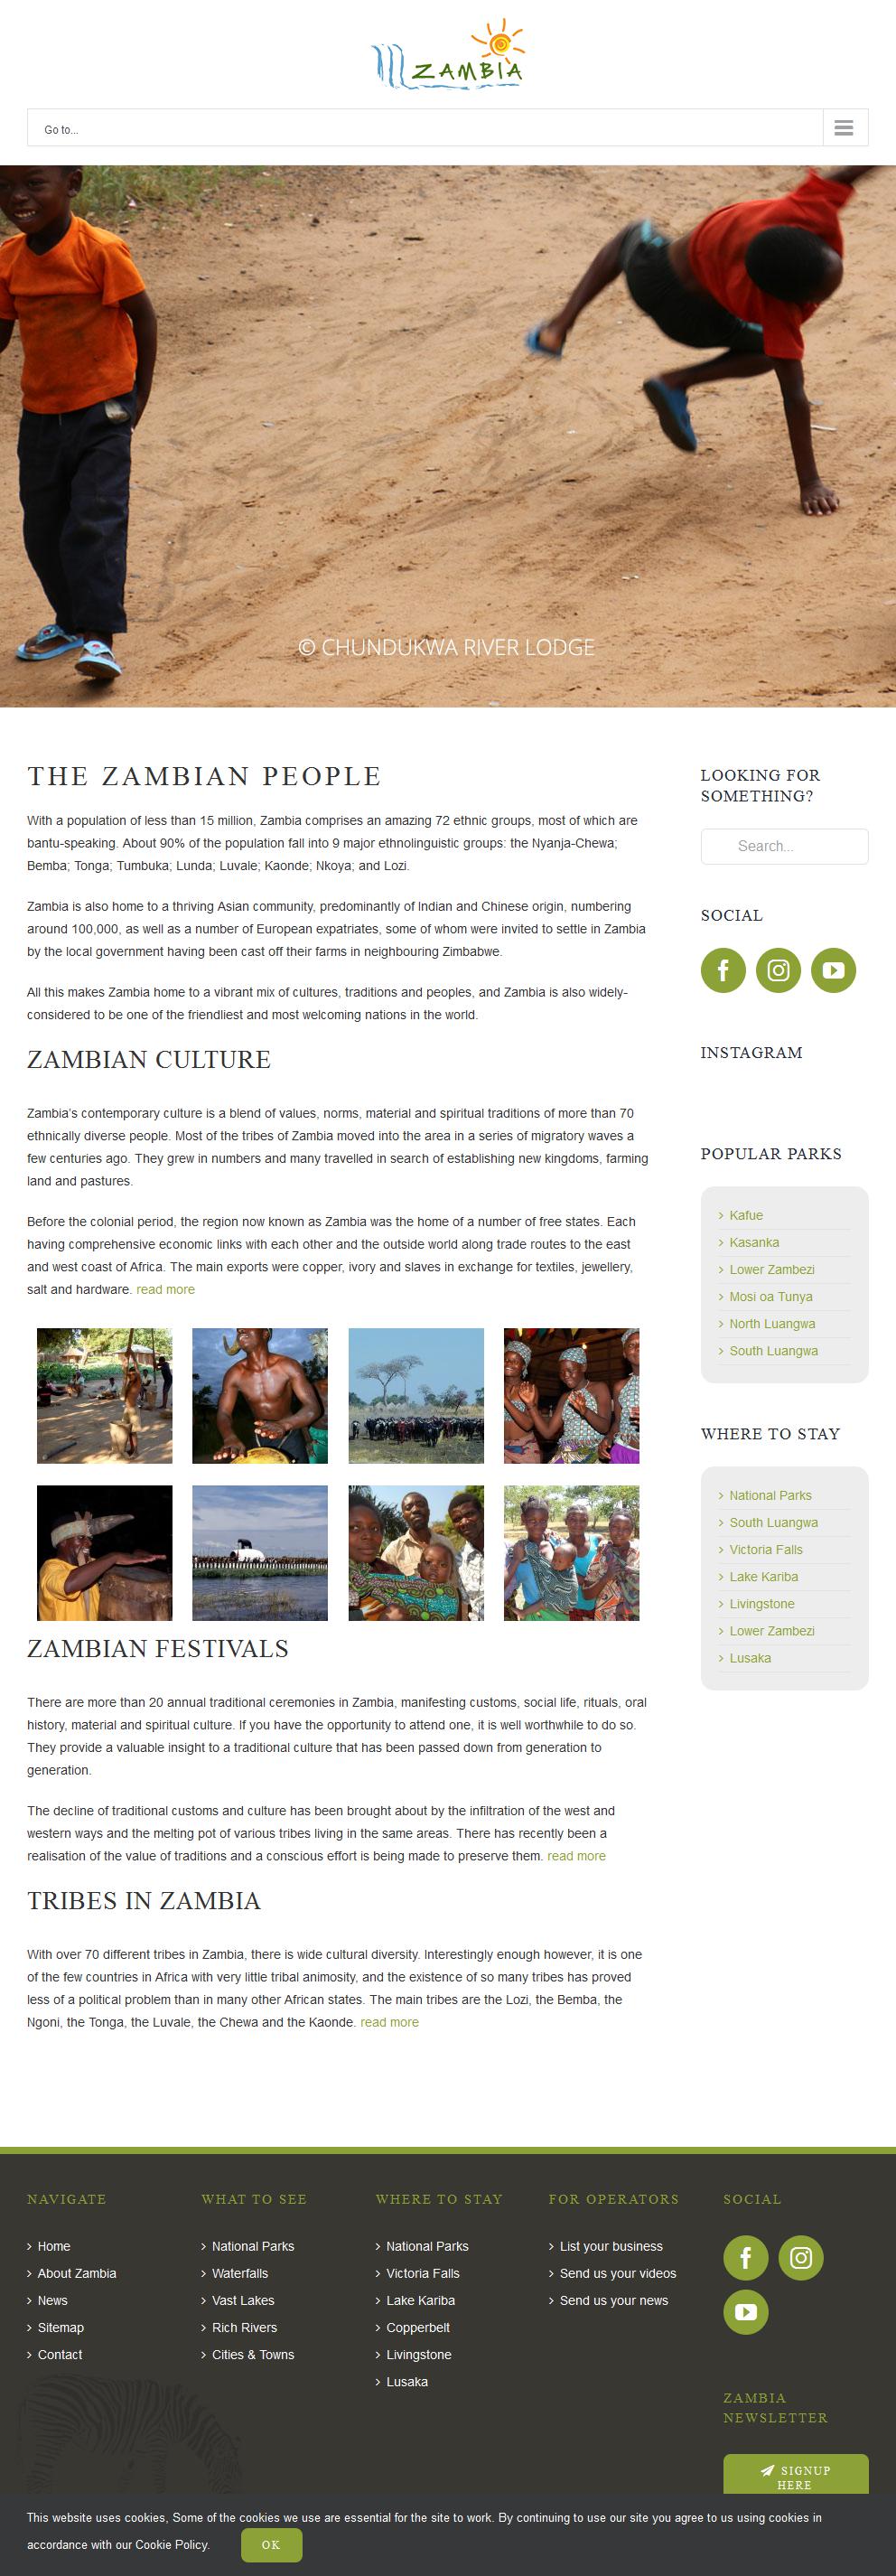 ZAMBIA
Go to...
© CHUNDUKWA RIVER LODGE
THE ZAMBIAN PEOPLE
With a population of less than 15 million, Zambia comprises an amazing 72 ethnic groups, most of which are
bantu-speaking. About 90% of the population fall into 9 major ethnolinguistic groups: the Nyanja-Chewa;
Bemba; Tonga; Tumbuka; Lunda; Luvale; Kaonde; Nkoya; and Lozi.
Zambia is also home to a thriving Asian community, predominantly of Indian and Chinese origin, numbering
around 100,000, as well as a number of European expatriates, some of whom were invited to settle in Zambia
by the local government having been cast off their farms in neighbouring Zimbabwe.
All this makes Zambia home to a vibrant mix of cultures, traditions and peoples, and Zambia is also widely-
considered to be one of the friendliest and most welcoming nations in the world.
ZAMBIAN CULTURE
Zambia's contemporary culture is a blend of values, norms, material and spiritual traditions of more than 70
ethnically diverse people. Most of the tribes of Zambia moved into the area in a series of migratory waves a
few centuries ago. They grew in numbers and many travelled in search of establishing new kingdoms, farming
land and pastures.
Before the colonial period, the region now known as Zambia was the home of a number of free states. Each
having comprehensive economic links with each other and the outside world along trade routes to the east
and west coast of Africa. The main exports were copper, ivory and slaves in exchange for textiles, jewellery,
salt and hardware. read more
ZAMBIAN FESTIVALS
There are more than 20 annual traditional ceremonies in Zambia, manifesting customs, social life, rituals, oral
history, material and spiritual culture. If you have the opportunity to attend one, it is well worthwhile to do so.
They provide a valuable insight to a traditional culture that has been passed down from generation to
generation.
The decline of traditional customs and culture has been brought about by the infiltration of the west and
western ways and the melting pot of various tribes living in the same areas. There has recently been a
realisation of the value of traditions and a conscious effort is being made to preserve them. read more
TRIBES IN ZAMBIA
With over 70 different tribes in Zambia, there is wide cultural diversity. Interestingly enough however, it is one
of the few countries in Africa with very little tribal animosity, and the existence of so many tribes has proved
less of a political problem than in many other African states. The main tribes are the Lozi, the Bemba, the
Ngoni, the Tonga, the Luvale, the Chewa and the Kaonde. read more
LOOKING FOR
SOMETHING?
Search...
SOCIAL
INSTAGRAM
POPULAR PARKS
Kafue
Kasanka
Lower Zambezi
Mosi oa Tunya
North Luangwa
South Luangwa
WHERE TO STAY
National Parks
South Luangwa
Victoria Falls
Lake Kariba
Livingstone
Lower Zambezi
Lusaka
NAVIGATE
Home
About Zambia
News
Sitemap
Contact
WHAT TO SEE
National Parks
Waterfalls
Vast Lakes
Rich Rivers
Cities & Towns
WHERE TO STAY
National Parks
Victoria Falls
Lake Kariba
Copperbelt
Livingstone
Lusaka
FOR OPERATORS
List your business
Send us your videos
Send us your news
SOCIAL
ZAMBIA
NEWSLETTER
SIGNUP
HERE
This website uses cookies, Some of the cookies we use are essential for the site to work. By continuing to use our site you agree to us using cookies in
accordance with our Cookie Policy. OK